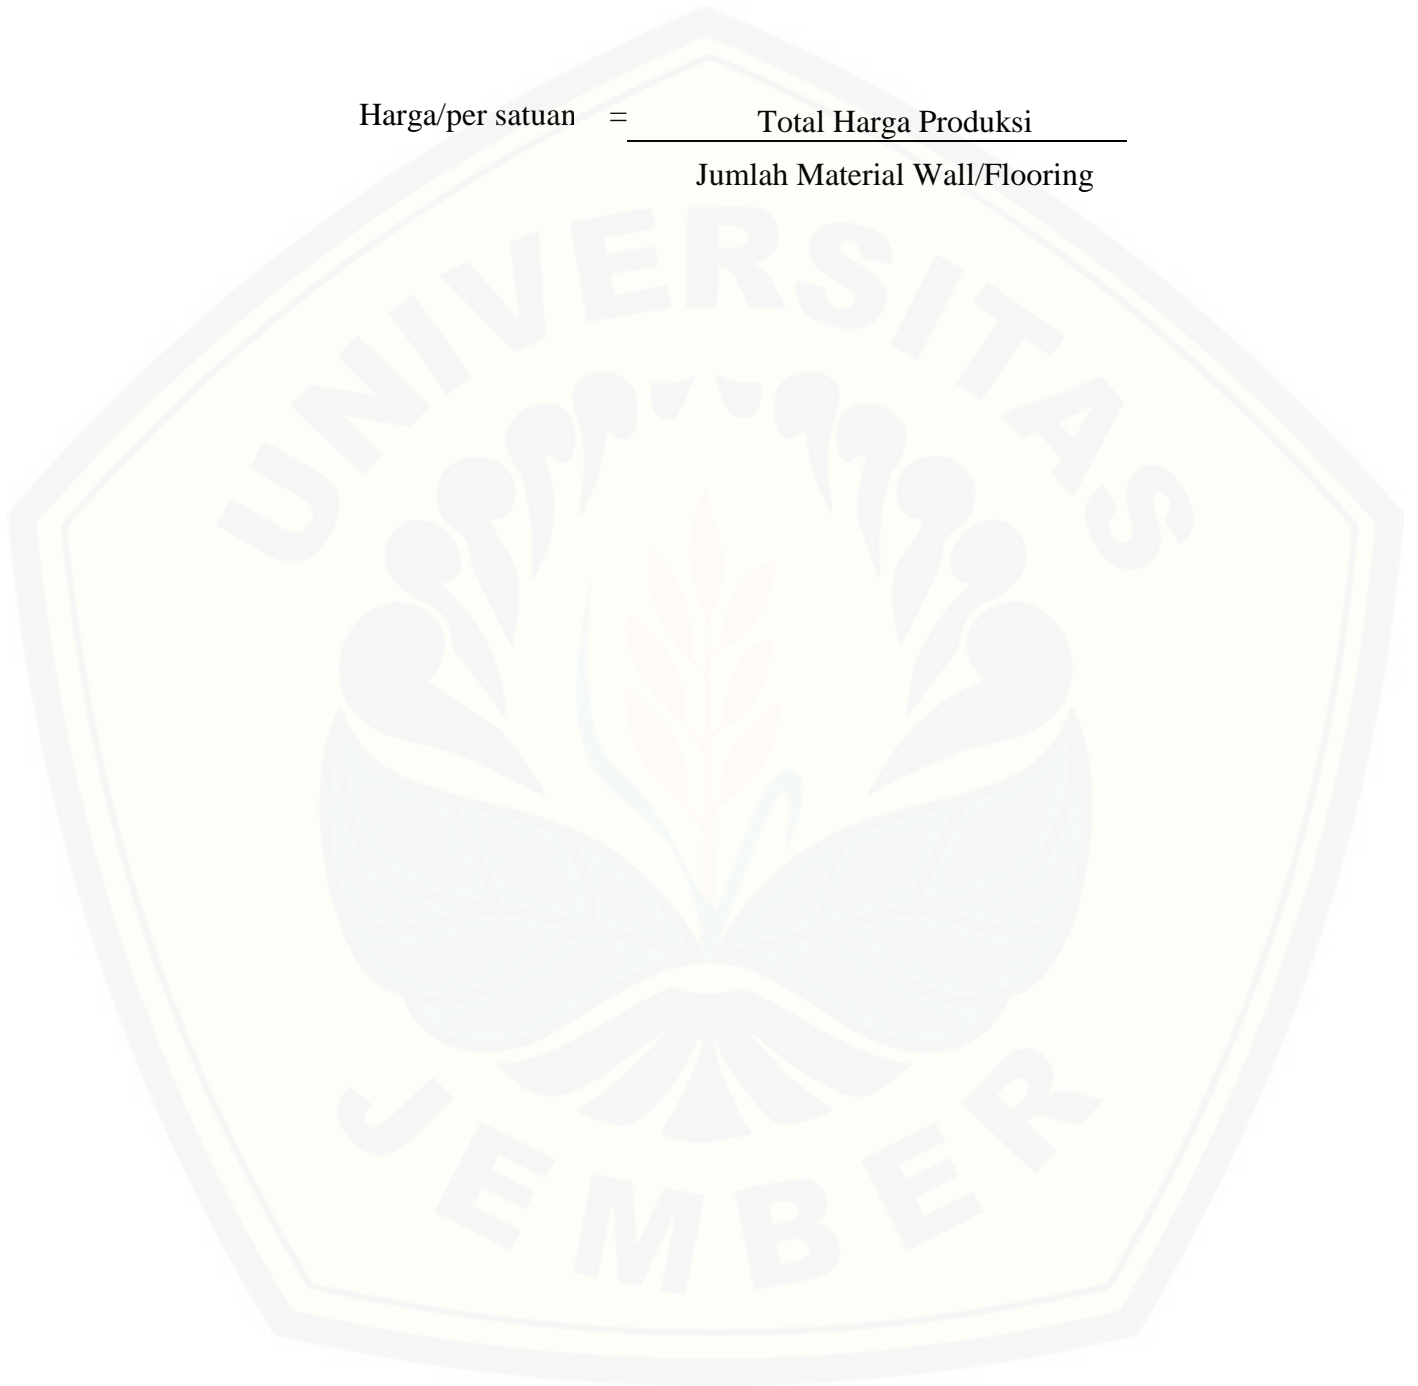 Harga/per satuan = Total Harga Produksi
Jumlah Material Wall/Flooring
UNIVERSITAS
JEMBER